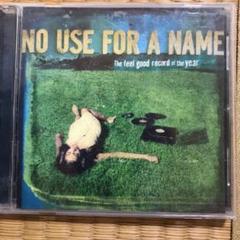 NO USE FOR A NAME
The feel good record of the year